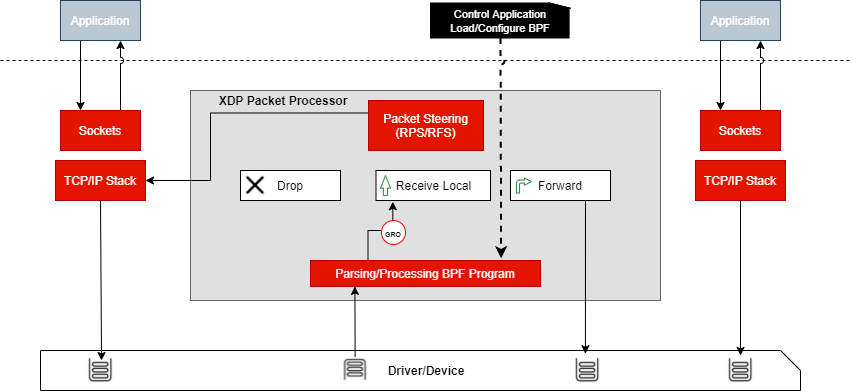 Application
Control Application
Load/Configure BPF
Application
XDP Packet Processor
Packet Steering
(RPS/RFS)
Sockets
Sockets
TCP/IP Stack
Drop
Receive Local
Forward
TCP/IP Stack
GRO
Parsing/Processing BPF Program
Driver/Device